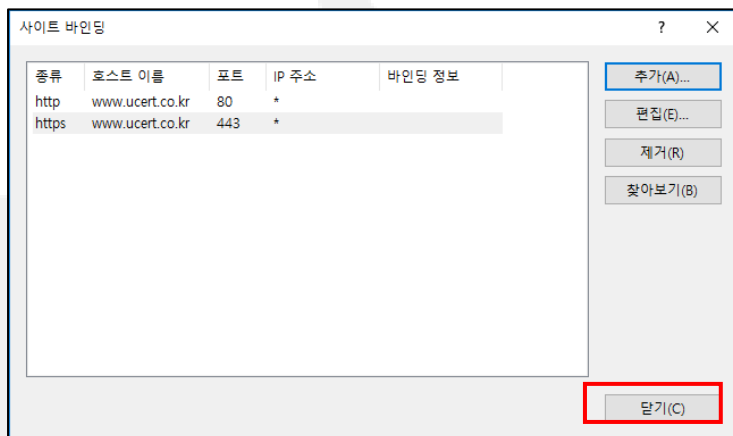 사이트 바인딩 ? ×
종류 호스트 이름 포트 IP 주소 바인딩 정보
http www.ucert.co.kr 80 *
https www.ucert.co.kr 443 *
추가(A)...
편집(E)...
제거(R)
찾아보기(B)
닫기(C)